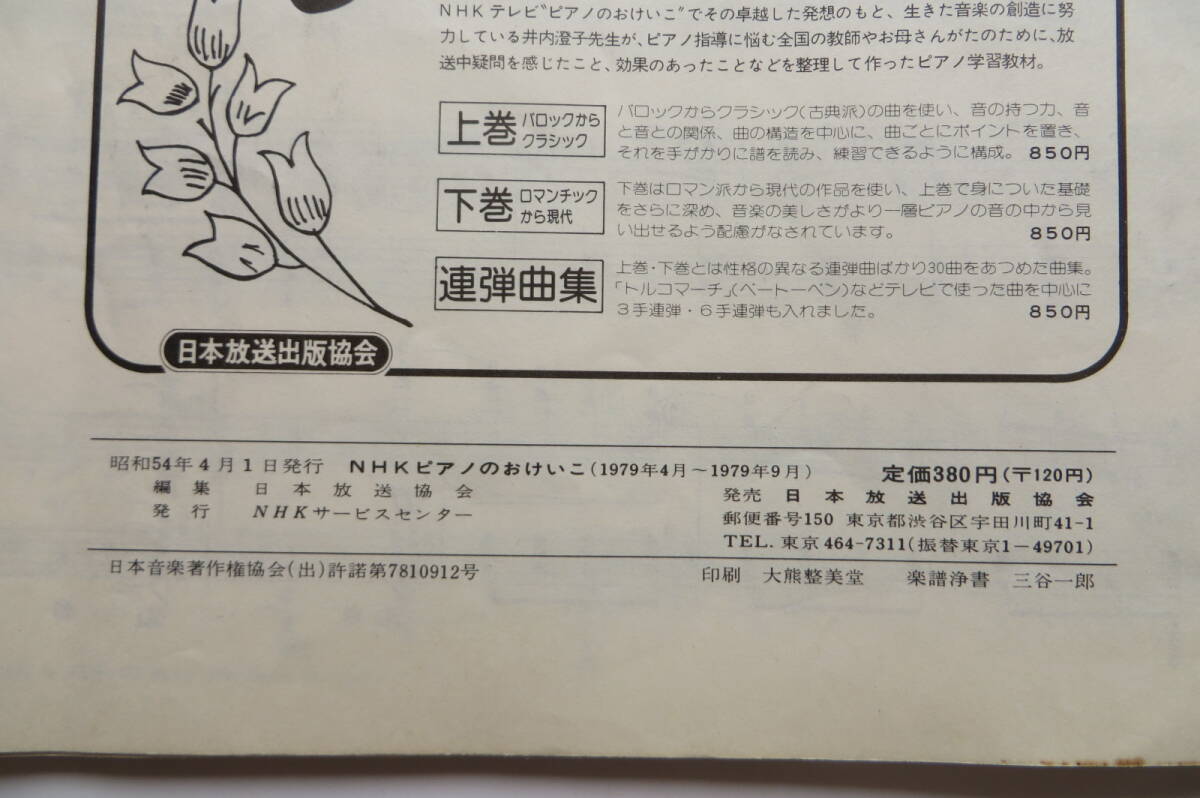 NHKテレビ"ピアノのおけいこ"でその卓越した発想のもと、生きた音楽の創造に努
力している井内澄子先生が、ピアノ指導に悩む全国の教師やお母さんがたのために、放
送中疑問を感じたこと、効果のあったことなどを整理して作ったピアノ学習教材。
上巻 バロックから
クラシック
バロックからクラシック(古典派)の曲を使い、音の持つ力、音
と音との関係、曲の構造を中心に、曲ごとにポイントを置き、
それを手がかりに譜を読み、練習できるように構成。 850円
下巻 ロマンチック
から現代
下巻はロマン派から現代の作品を使い、上巻で身についた基礎
をさらに深め、音楽の美しさがより一層ピアノの音の中から見
い出せるよう配慮がなされています。 850円
連弾曲集
上巻・下巻とは性格の異なる連弾曲ばかり30曲をあつめた曲集。
「トルコマーチ」(ベートーベン)などテレビで使った曲を中心に
3手連弾・6手連弾も入れました。 850円
日本放送出版協会
昭和54年4月1日発行 NHKピアノのおけいこ(1979年4月〜1979年9月) 定価380円(〒120円)
編集 日本放送協会
発行 NHKサービスセンター
発売 日本放送出版協会
郵便番号150 東京都渋谷区宇田川町41-1
TEL. 東京464-7311(振替東京1−49701)
日本音楽著作権協会(出)許諾第7810912号
印刷 大熊整美堂 楽譜浄書 三谷一郎